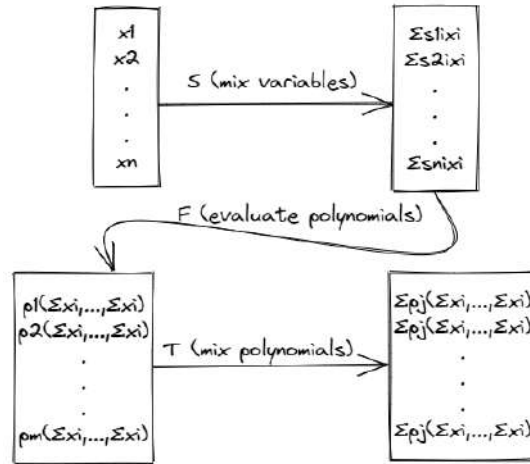 x1
x2
.
.
.
xn
S (mix variables)
Σs1ixi
Σs2ixi
.
.
.
Σsnixi
F (evaluate polynomials)
p1(Σxi,...,Σxi)
p2(Σxi,...,Σxi)
.
.
.
pm(Σxi,...,Σxi)
T (mix polynomials)
Σpj(Σxi,...,Σxi)
Σpj(Σxi,...,Σxi)
.
.
.
Σpj(Σxi,...,Σxi)